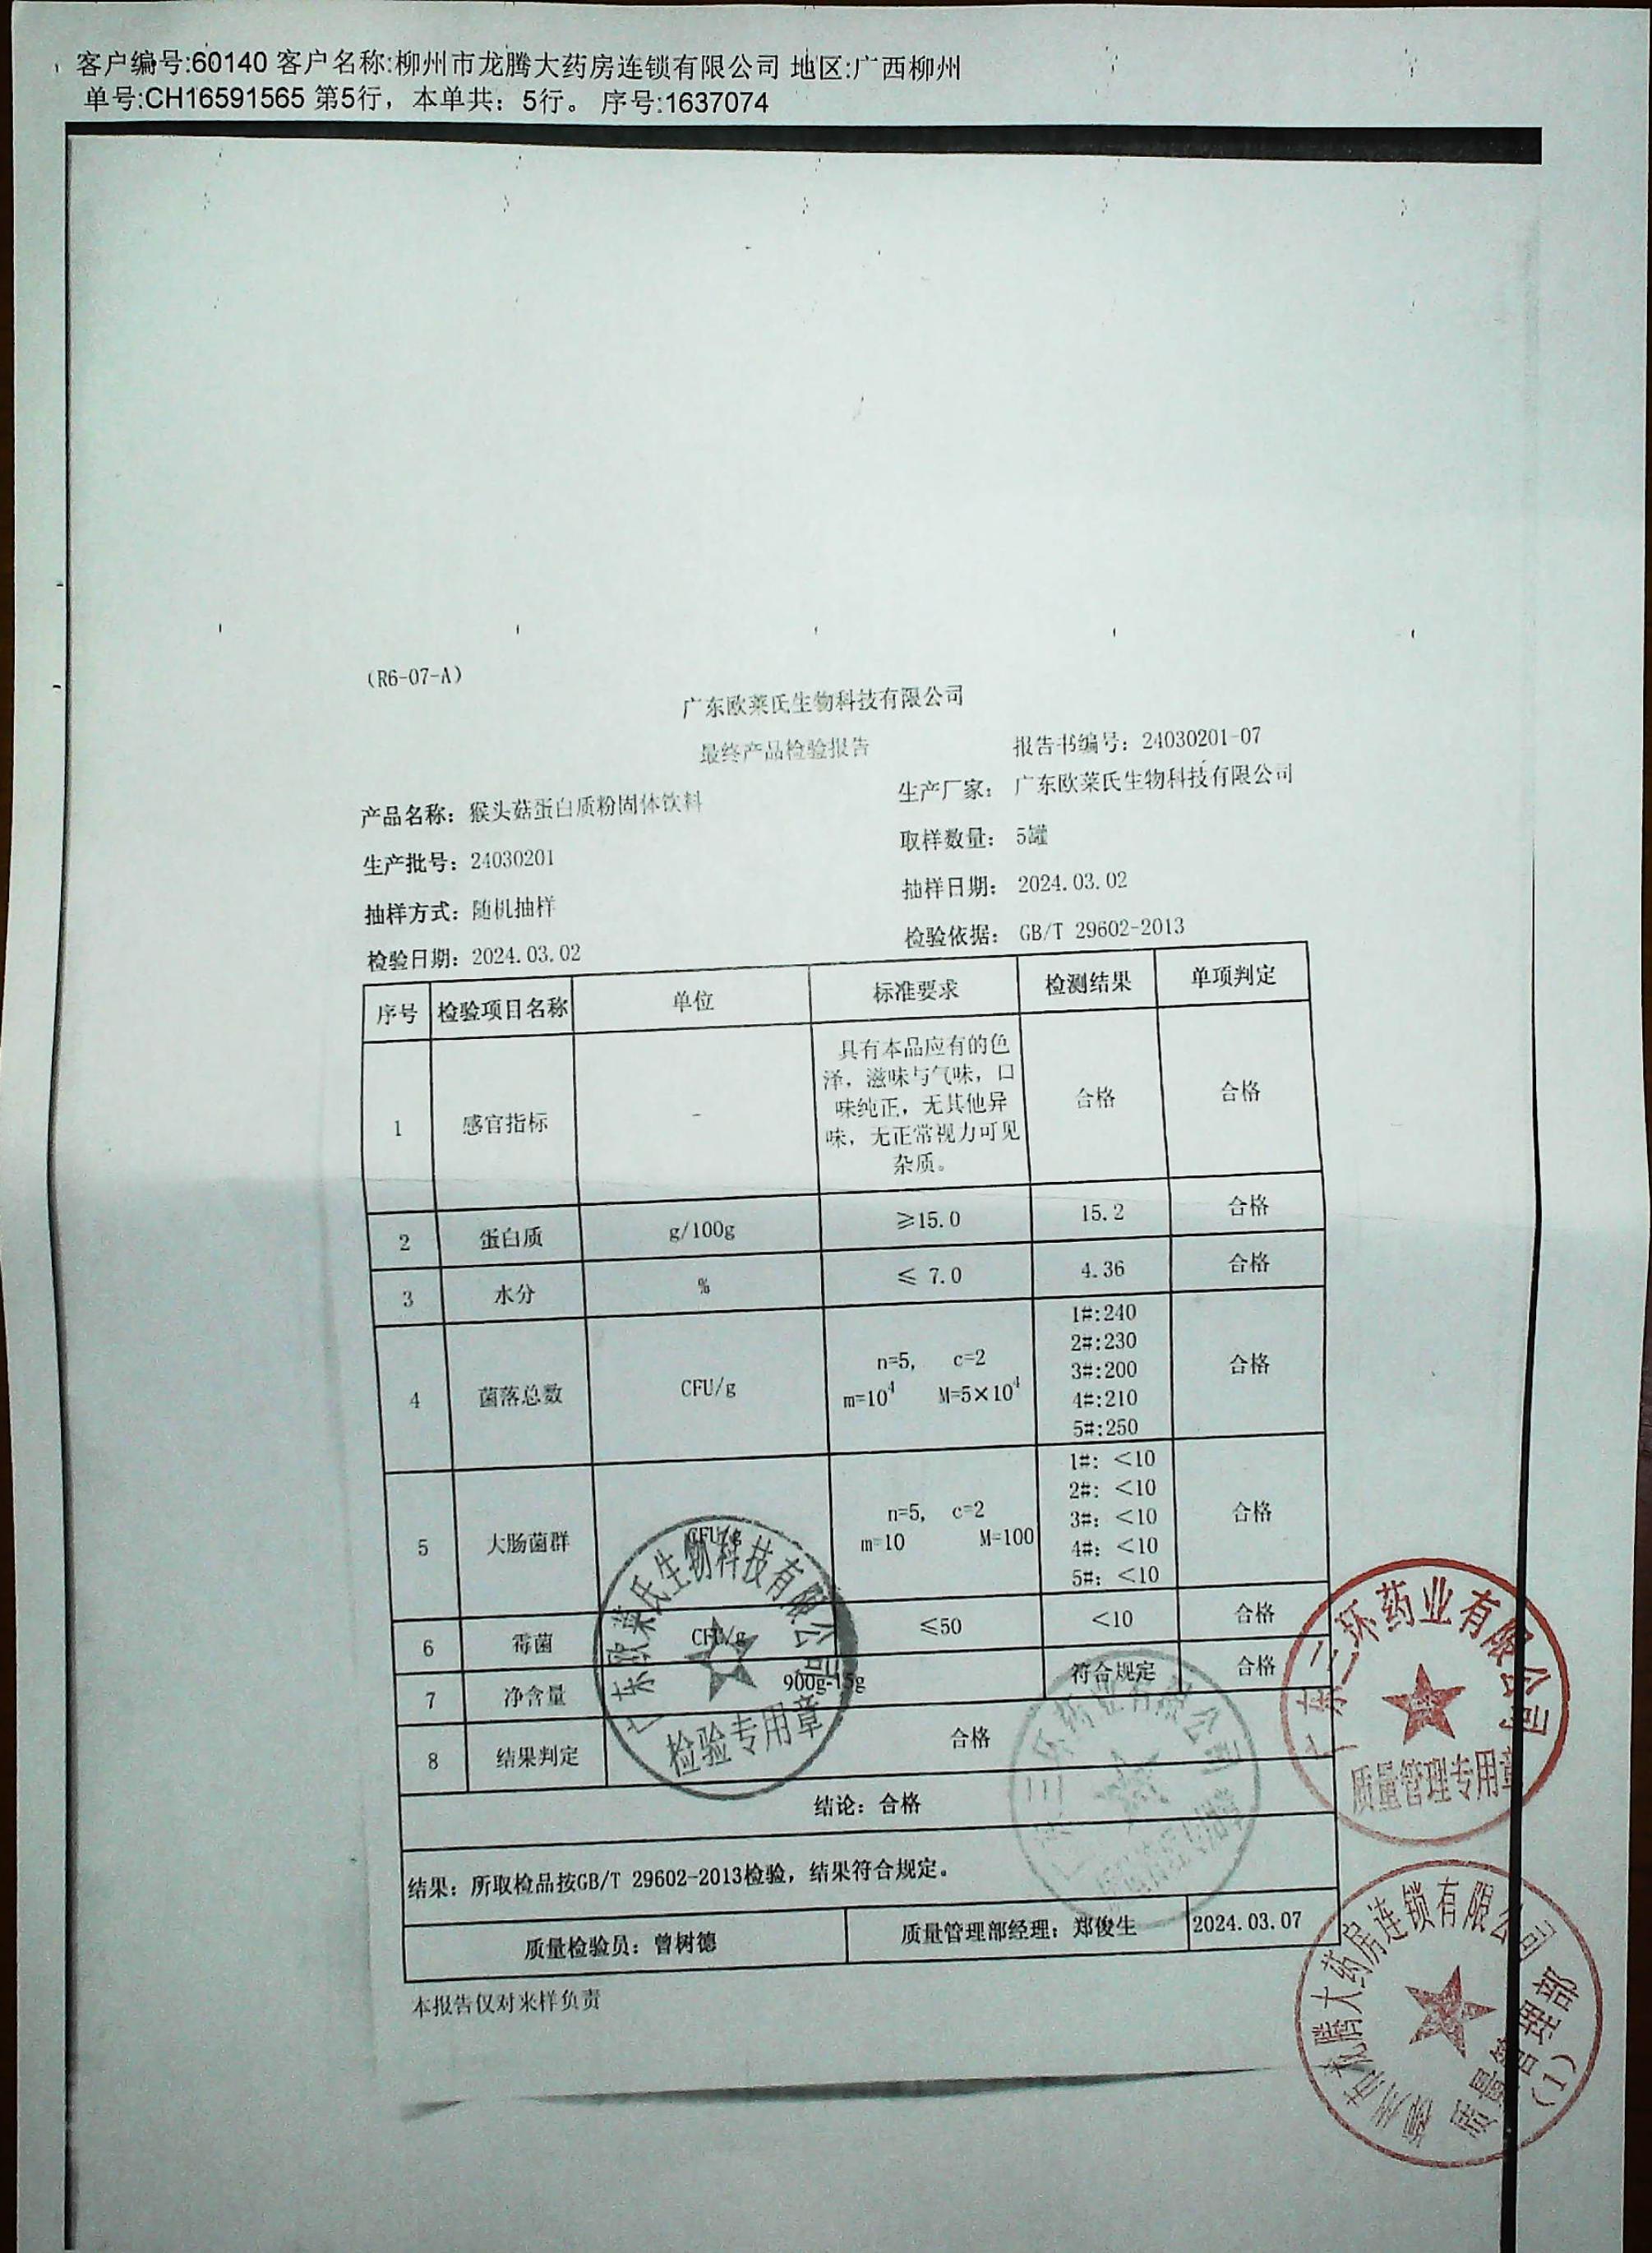 客户编号:60140 客户名称:柳州市龙腾大药房连锁有限公司 地区:广西柳州
单号:CH16591565 第5行，本单共：5行。 序号:1637074
（R6-07-A）
广东欧莱氏生物科技有限公司
最终产品检验报告 报告书编号：24030201-07
产品名称：猴头菇蛋白质粉固体饮料 生产厂家：广东欧莱氏生物科技有限公司
生产批号：24030201 取样数量：5罐
抽样方式：随机抽样 抽样日期：2024.03.02
检验日期：2024.03.02 检验依据：GB/T 29602-2013
序号 检验项目名称 单位 标准要求 检测结果 单项判定
1 感官指标 - 具有本品应有的色
泽，滋味与气味，口
味纯正，无其他异
味，无正常视力可见
杂质。
合格 合格
2 蛋白质 g/100g ≥15.0 15.2 合格
3 水分 % ≤ 7.0 4.36 合格
4 菌落总数 CFU/g n=5, c=2
m=10⁴ M=5×10⁴
1#:240
2#:230
3#:200
4#:210
5#:250
合格
5 大肠菌群 CFU/g n=5, c=2
m=10 M=100
1#: ＜10
2#: ＜10
3#: ＜10
4#: ＜10
5#: ＜10
合格
6 霉菌 CFU/g ≤50 <10 合格
7 净含量 900g-15g 符合规定 合格
8 结果判定 合格
结论：合格
结果：所取检品按GB/T 29602-2013检验，结果符合规定。
质量检验员：曾树德 质量管理部经理：郑俊生 2024.03.07
本报告仅对来样负责
广东欧莱氏生物科技有限公司
检验专用章
广东三环药业有限公司
质量管理专用章
柳州市龙腾大药房连锁有限公司
质量管理部
(1)